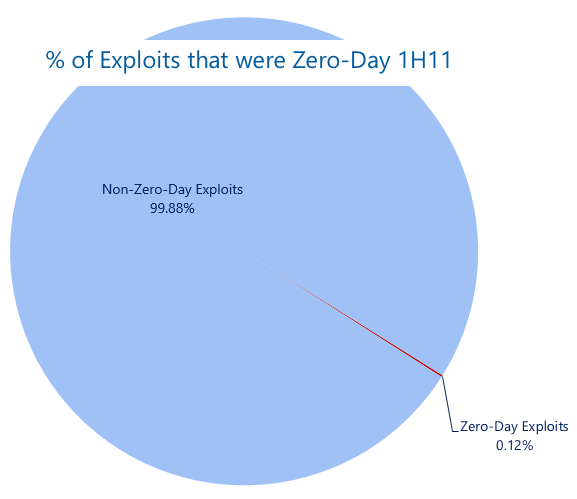 % of Exploits that were Zero-Day 1H11
Non-Zero-Day Exploits
99.88%
Zero-Day Exploits
0.12%